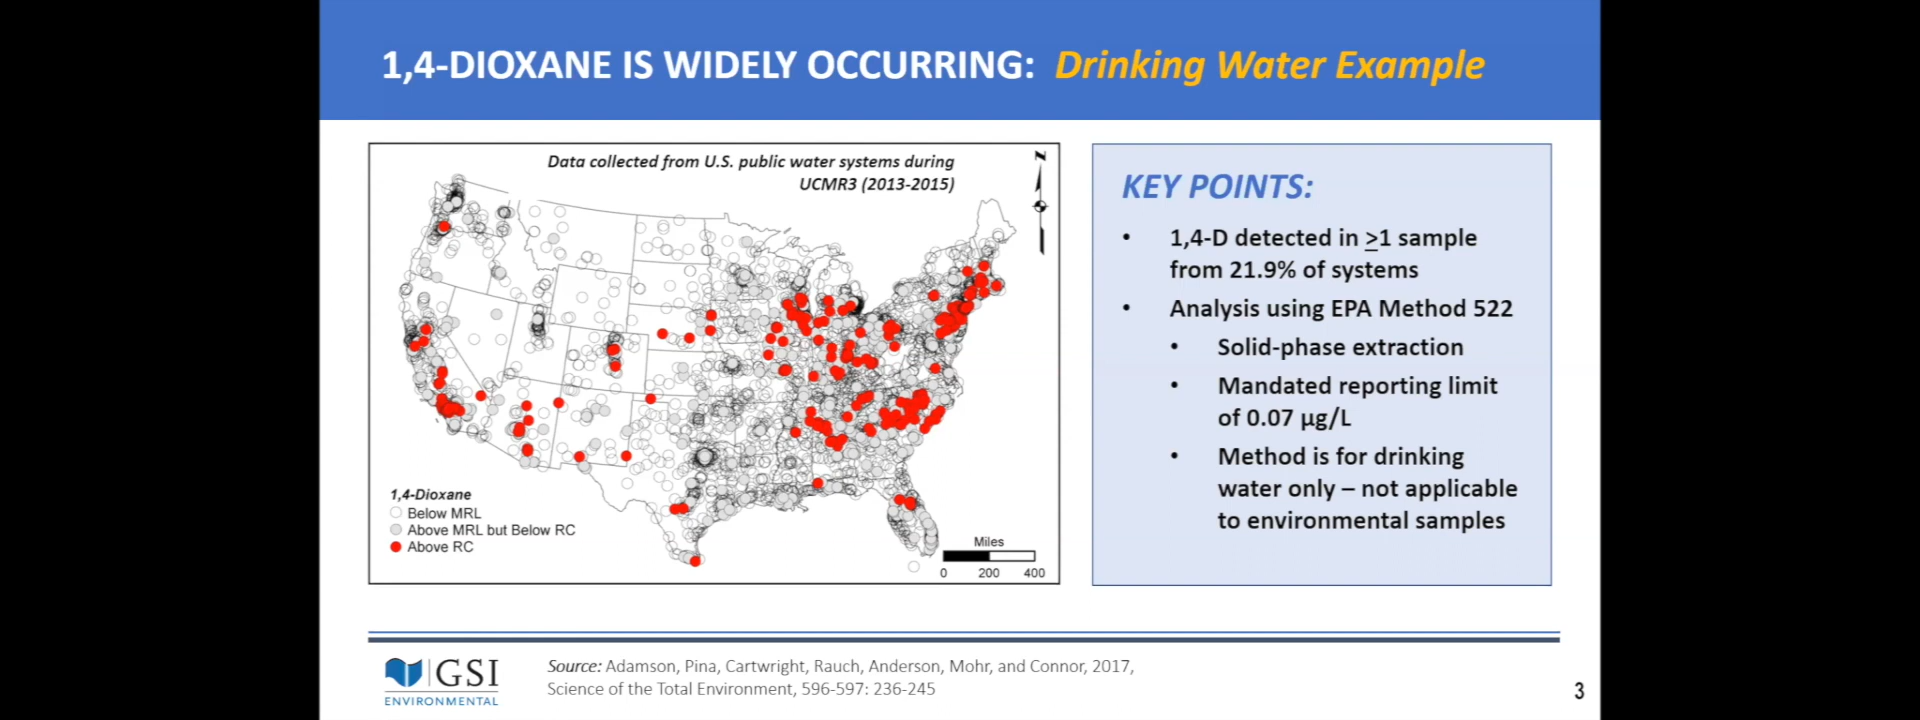 1,4-DIOXANE IS WIDELY OCCURRING: Drinking Water Example
Data collected from U.S. public water systems during
UCMR3 (2013-2015)
N
1,4-Dioxane
Below MRL
Above MRL but Below RC
Above RC
Miles
0 200 400
KEY POINTS:
• 1,4-D detected in >1 sample
from 21.9% of systems
• Analysis using EPA Method 522
• Solid-phase extraction
• Mandated reporting limit
of 0.07 µg/L
• Method is for drinking
water only – not applicable
to environmental samples
GSI
ENVIRONMENTAL
Source: Adamson, Pina, Cartwright, Rauch, Anderson, Mohr, and Connor, 2017,
Science of the Total Environment, 596-597: 236-245
3